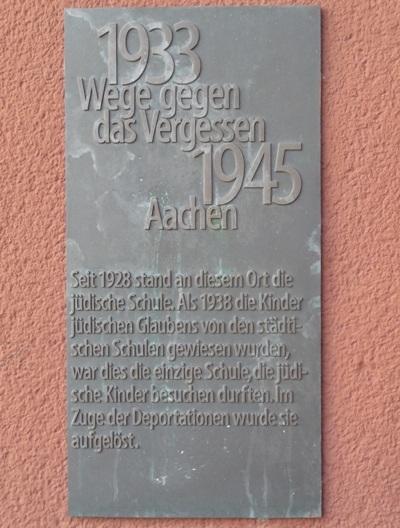 1933
Wege gegen
das Vergessen
1945
Aachen
Seit 1928 stand an diesem Ort die
jüdische Schule. Als 1938 die Kinder
jüdischen Glaubens von den städti-
schen Schulen gewiesen wurden,
war dies die einzige Schule, die jüdi-
sche Kinder besuchen durften. Im
Zuge der Deportationen wurde sie
aufgelöst.